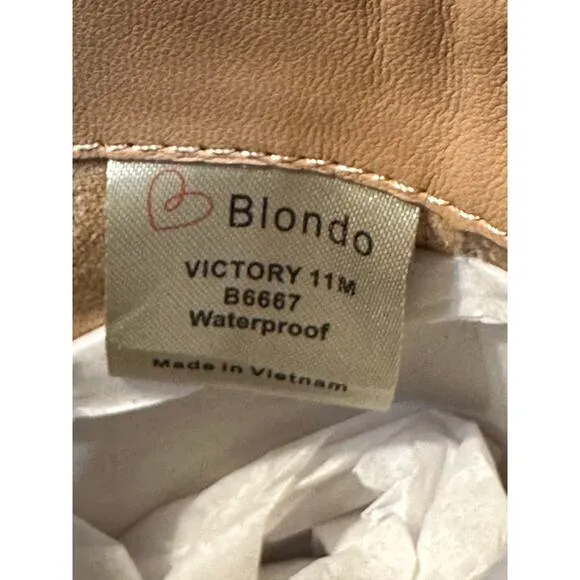 Blondo
VICTORY 11M
B6667
Waterproof
Made in Vietnam